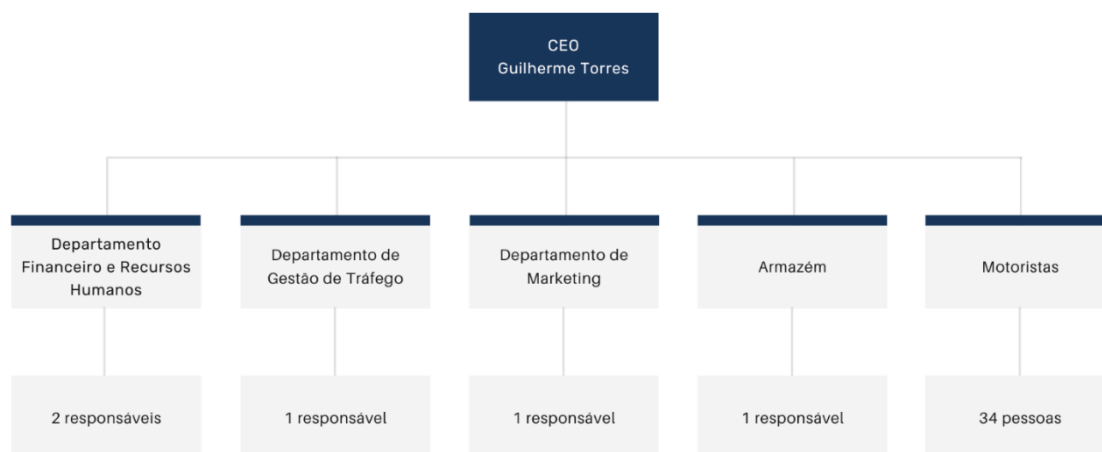 CEO
Guilherme Torres
Departamento
Financeiro e Recursos
Humanos
Departamento de
Gestão de Tráfego
Departamento de
Marketing
Armazém
Motoristas
2 responsáveis
1 responsável
1 responsável
1 responsável
34 pessoas